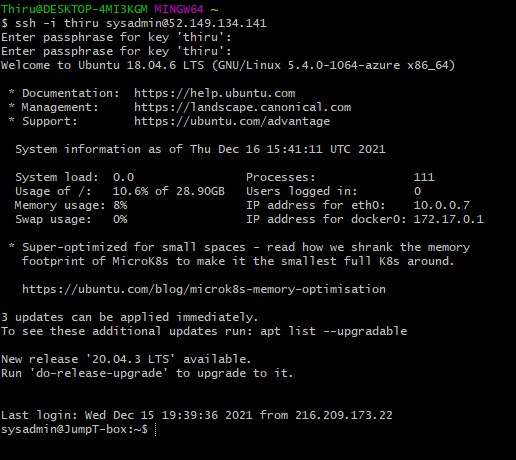 Thiru@DESKTOP-4MI3KGM MINGW64 ~
$ ssh -i thiru sysadmin@52.149.134.141
Enter passphrase for key 'thiru':
Enter passphrase for key 'thiru':
Welcome to Ubuntu 18.04.6 LTS (GNU/Linux 5.4.0-1064-azure x86_64)
* Documentation:  https://help.ubuntu.com
* Management:     https://landscape.canonical.com
* Support:        https://ubuntu.com/advantage
System information as of Thu Dec 16 15:41:11 UTC 2021
System load:  0.0                Processes:              111
Usage of /:   10.6% of 28.90GB   Users logged in:        0
Memory usage: 8%                 IP address for eth0:    10.0.0.7
Swap usage:   0%                 IP address for docker0: 172.17.0.1
* Super-optimized for small spaces - read how we shrank the memory
footprint of MicroK8s to make it the smallest full K8s around.
https://ubuntu.com/blog/microk8s-memory-optimisation
3 updates can be applied immediately.
To see these additional updates run: apt list --upgradable
New release '20.04.3 LTS' available.
Run 'do-release-upgrade' to upgrade to it.
Last login: Wed Dec 15 19:39:36 2021 from 216.209.173.22
sysadmin@JumpT-box:~$